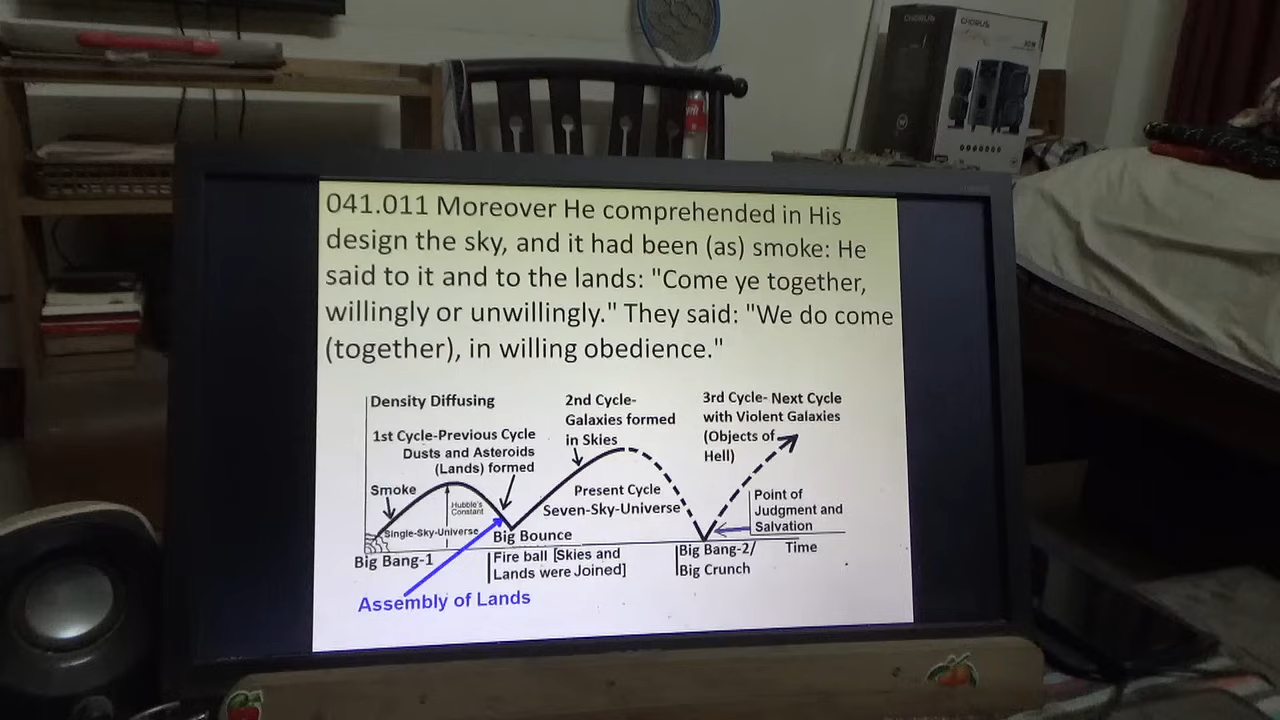 CHORUS
CHORUS
041.011 Moreover He comprehended in His
design the sky, and it had been (as) smoke: He
said to it and to the lands: "Come ye together,
willingly or unwillingly." They said: "We do come
(together), in willing obedience."
Density Diffusing
1st Cycle-Previous Cycle
Dusts and Asteroids
(Lands) formed
Smoke
Hubble's
Constant
Single-Sky-Universe
Big Bang-1
Assembly of Lands
2nd Cycle-
Galaxies formed
in Skies
Present Cycle
Seven-Sky-Universe
Big Bounce
Fire ball [Skies and
Lands were Joined]
3rd Cycle- Next Cycle
with Violent Galaxies
(Objects of
Hell)
Point of
Judgment and
Salvation
Big Bang-2/
Big Crunch
Time